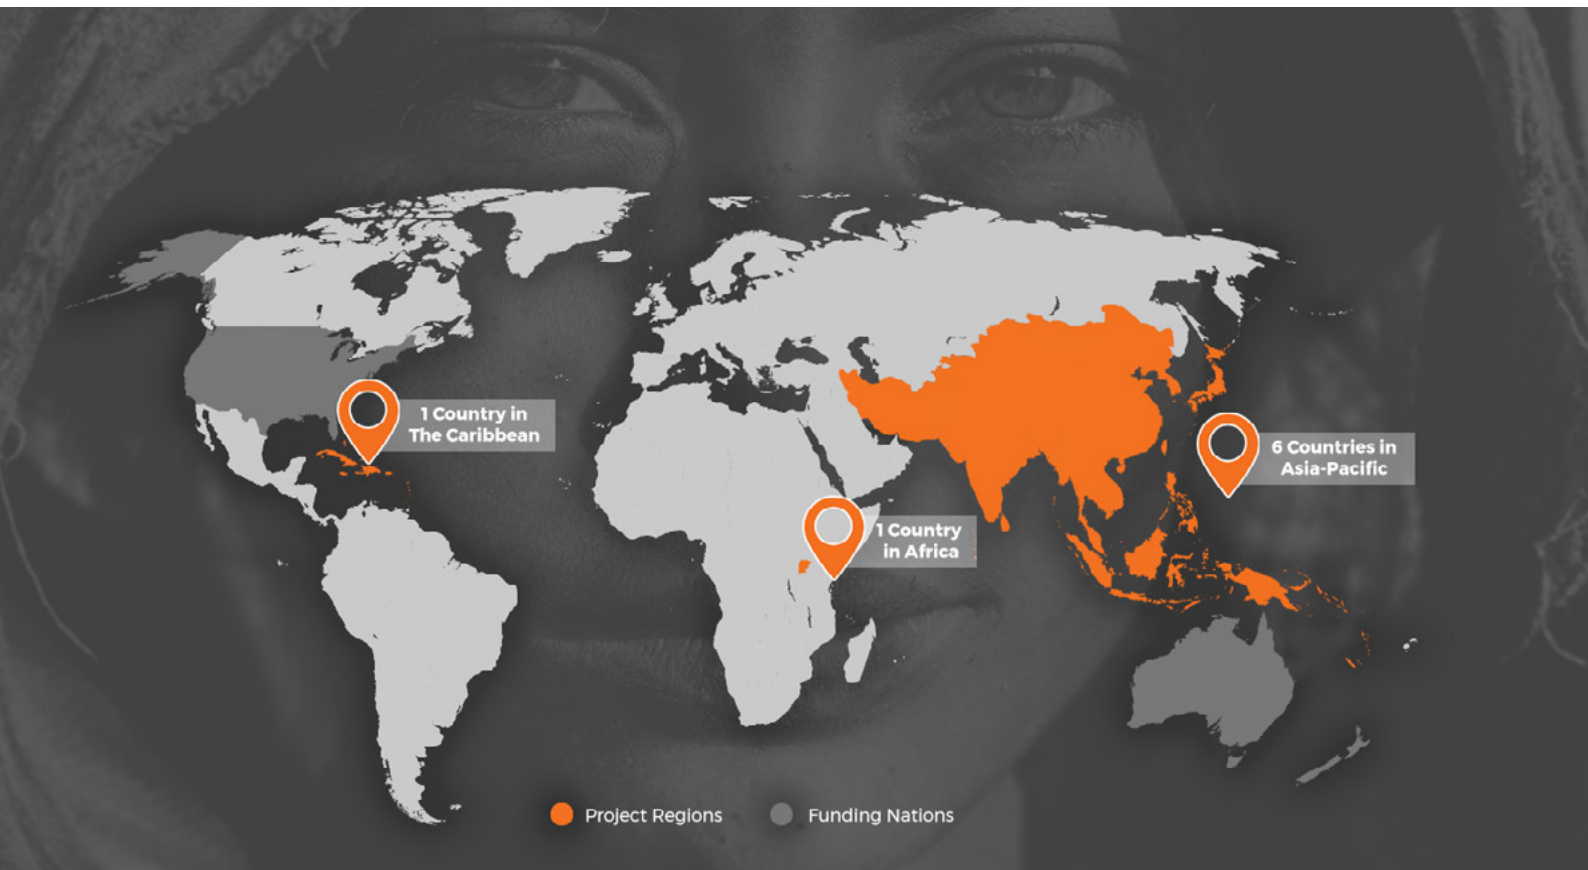 1 Country in
The Caribbean
6 Countries in
Asia-Pacific
1 Country
in Africa
Project Regions
Funding Nations